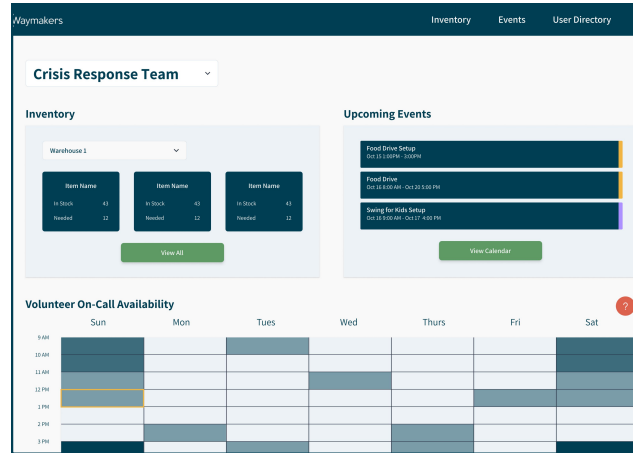 Waymakers
Inventory Events User Directory
Crisis Response Team
Inventory
Upcoming Events
Warehouse 1
Item Name
In Stock 43
Needed 12
Item Name
In Stock 43
Needed 12
Item Name
In Stock 43
Needed 12
View All
Food Drive Setup
Oct 15 1:00PM - 3:00PM
Food Drive
Oct 16 8:00 AM - Oct 20 5:00 PM
Swing for Kids Setup
Oct 16 9:00 AM - Oct 17 4:00 PM
View Calendar
Volunteer On-Call Availability
?
Sun Mon Tues Wed Thurs Fri Sat
9 AM
10 AM
11 AM
12 PM
1 PM
2 PM
3 PM